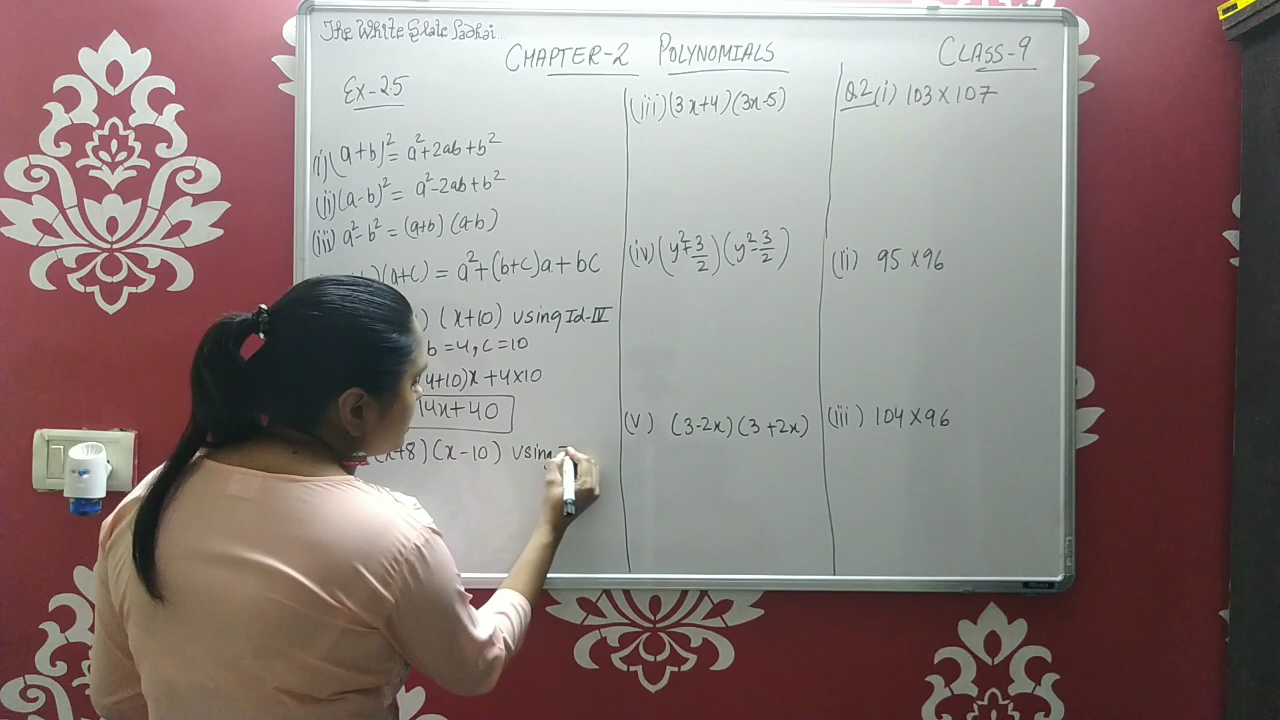 The White Slate Padhai...
CHAPTER-2 POLYNOMIALS
CLASS-9
Ex-2.5
(i) (a+b)² = a²+2ab+b²
(ii) (a-b)² = a²-2ab+b²
(iii) a²-b² = (a+b) (a-b)
)(a+c) = a²+(b+c)a+bc
) (x+10) using Id-IV
b=4, c=10
(4+10)x +4×10
14x+40
(x+8) (x-10) using
(iii) (3x+4) (3x-5)
(iv) (y²+3/2) (y²-3/2)
(v) (3-2x) (3+2x)
Q.2 (i) 103×107
(ii) 95×96
(iii) 104×96